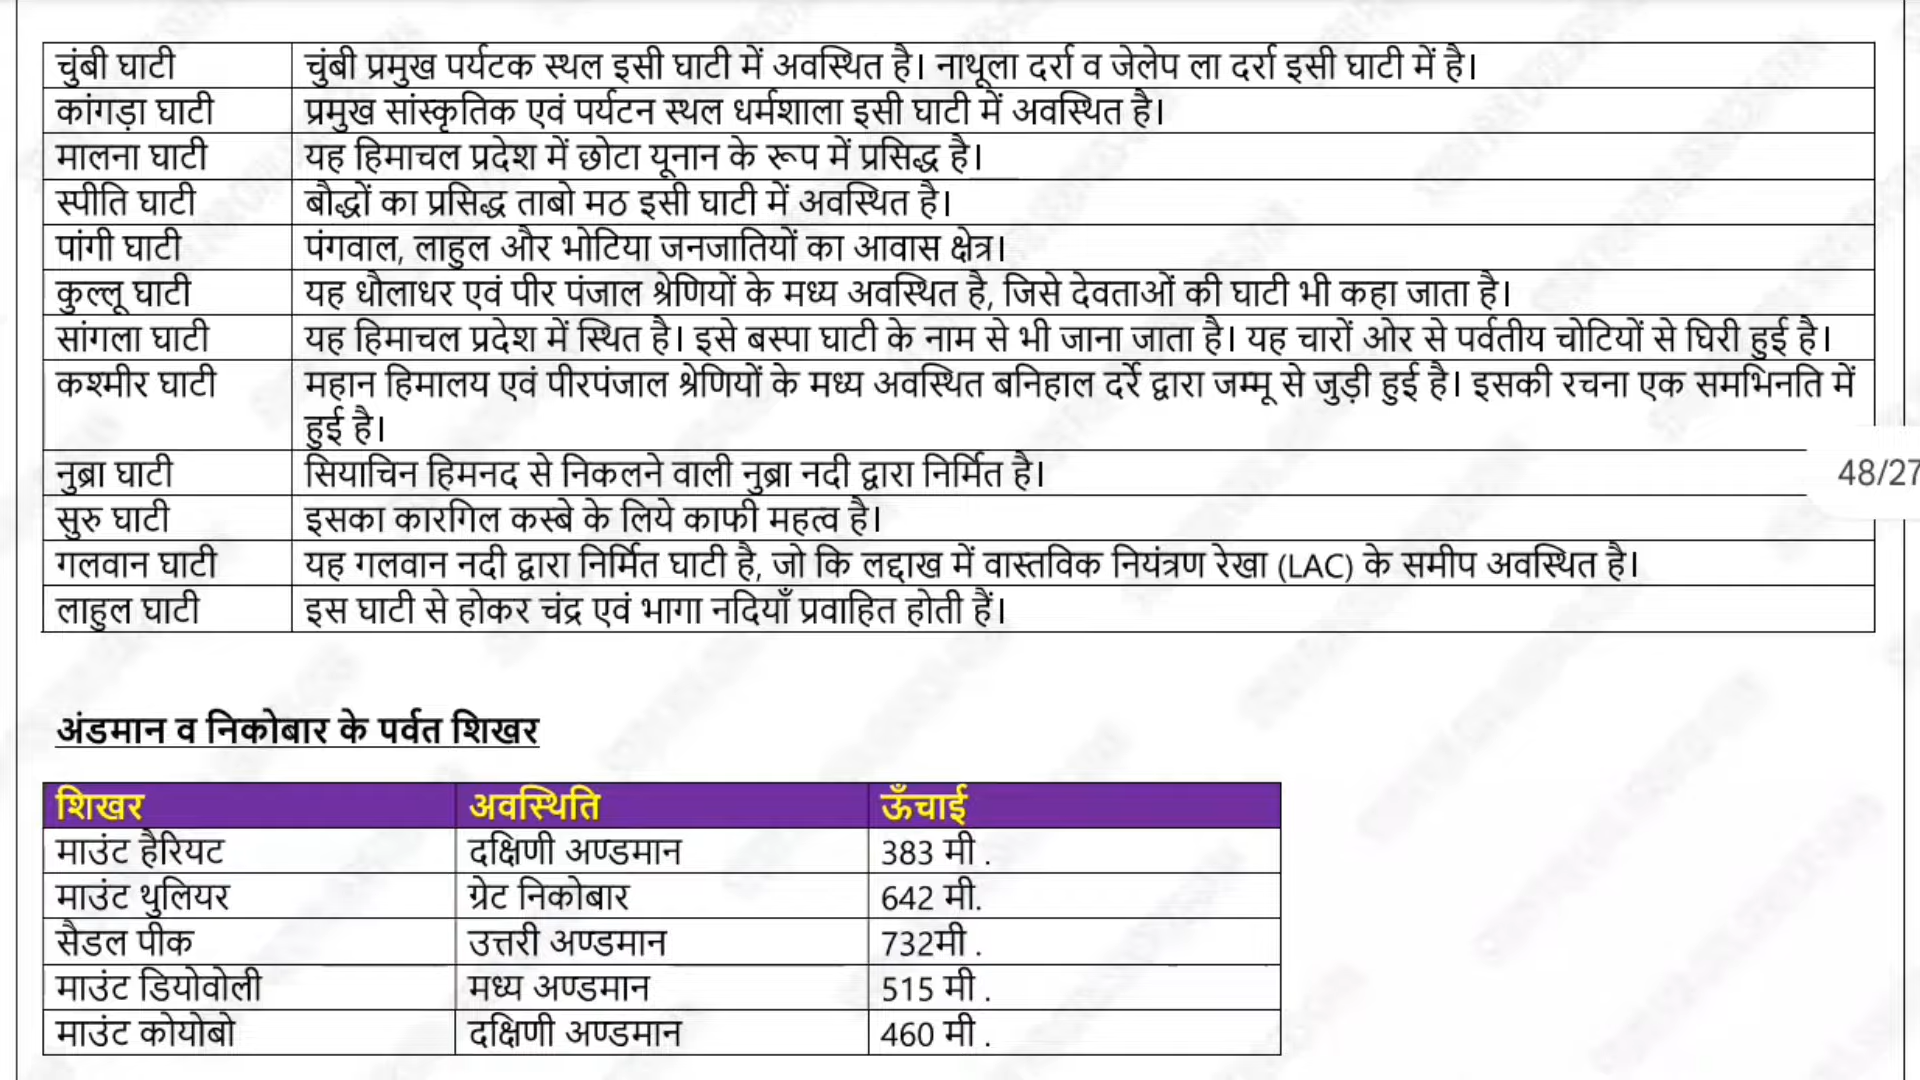 चुंबी घाटी चुंबी प्रमुख पर्यटक स्थल इसी घाटी में अवस्थित है। नाथूला दर्रा व जेलेप ला दर्रा इसी घाटी में है।
कांगड़ा घाटी प्रमुख सांस्कृतिक एवं पर्यटन स्थल धर्मशाला इसी घाटी में अवस्थित है।
मालना घाटी यह हिमाचल प्रदेश में छोटा यूनान के रूप में प्रसिद्ध है।
स्पीति घाटी बौद्धों का प्रसिद्ध ताबो मठ इसी घाटी में अवस्थित है।
पांगी घाटी पंगवाल, लाहुल और भोटिया जनजातियों का आवास क्षेत्र।
कुल्लू घाटी यह धौलाधर एवं पीर पंजाल श्रेणियों के मध्य अवस्थित है, जिसे देवताओं की घाटी भी कहा जाता है।
सांगला घाटी यह हिमाचल प्रदेश में स्थित है। इसे बस्पा घाटी के नाम से भी जाना जाता है। यह चारों ओर से पर्वतीय चोटियों से घिरी हुई है।
कश्मीर घाटी महान हिमालय एवं पीरपंजाल श्रेणियों के मध्य अवस्थित बनिहाल दर्रे द्वारा जम्मू से जुड़ी हुई है। इसकी रचना एक समभिनति में
हुई है।
नुब्रा घाटी सियाचिन हिमनद से निकलने वाली नुब्रा नदी द्वारा निर्मित है।
48/27
सुरु घाटी इसका कारगिल कस्बे के लिये काफी महत्व है।
गलवान घाटी यह गलवान नदी द्वारा निर्मित घाटी है, जो कि लद्दाख में वास्तविक नियंत्रण रेखा (LAC) के समीप अवस्थित है।
लाहुल घाटी इस घाटी से होकर चंद्र एवं भागा नदियाँ प्रवाहित होती हैं।
अंडमान व निकोबार के पर्वत शिखर
शिखर अवस्थिति ऊँचाई
माउंट हैरियट दक्षिणी अण्डमान 383 मी .
माउंट थुलियर ग्रेट निकोबार 642 मी.
सैडल पीक उत्तरी अण्डमान 732मी .
माउंट डियोवोली मध्य अण्डमान 515 मी .
माउंट कोयोबो दक्षिणी अण्डमान 460 मी .